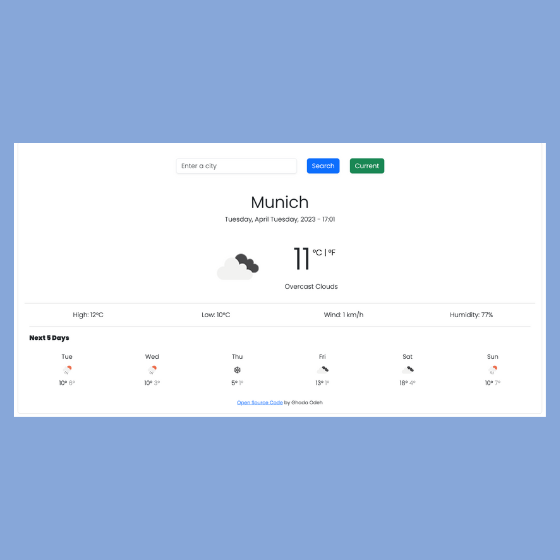 Enter a city Search Current
Munich
Tuesday, April Tuesday, 2023 - 17:01
11 °C | °F
Overcast Clouds
High: 12°C Low: 10°C Wind: 1 km/h Humidity: 77%
Next 5 Days
Tue Wed Thu Fri Sat Sun
10° 6° 10° 3° 5° 1° 13° 1° 18° 4° 10° 7°
Open Source Code by Ghada Odeh